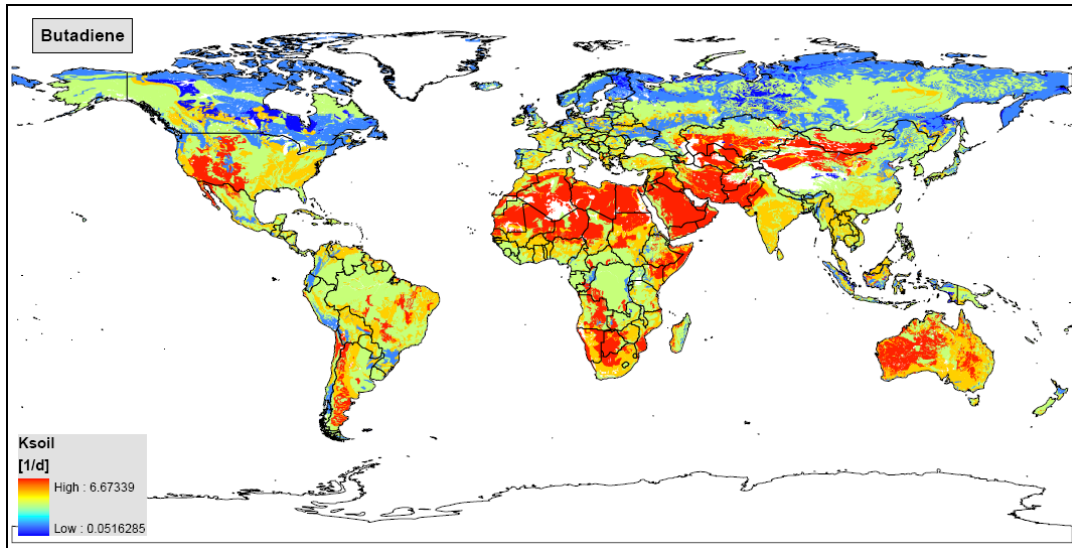 Butadiene
Ksoil
[1/d]
High : 6.67339
Low : 0.0516285